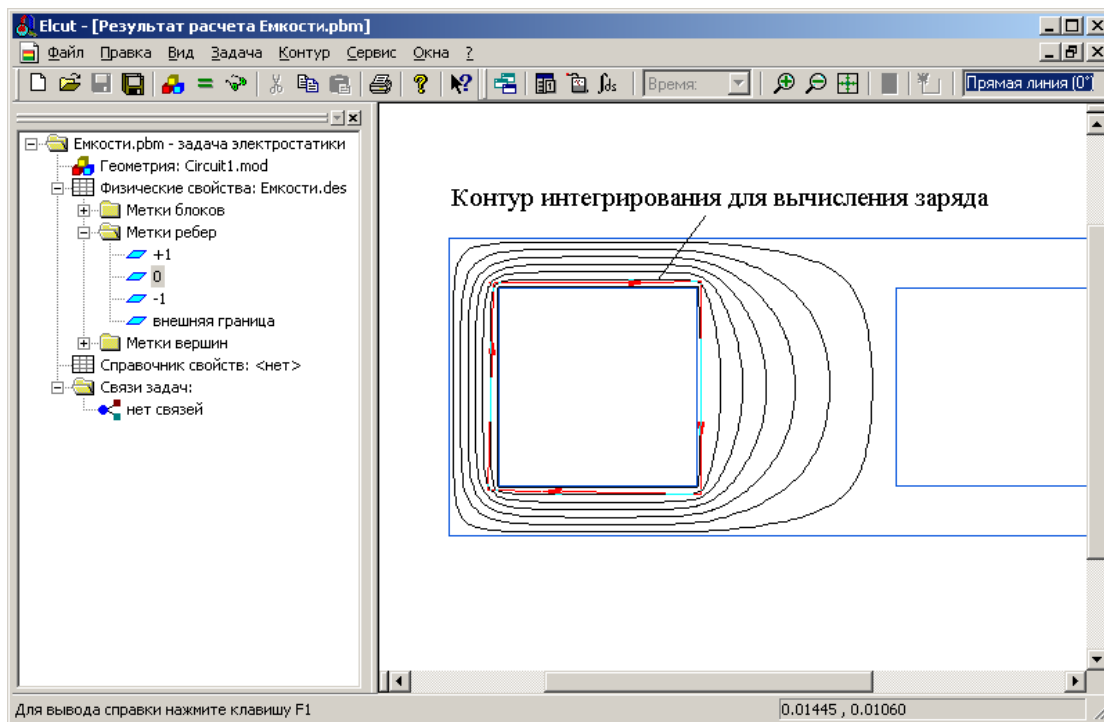 Elcut - [Результат расчета Емкости.pbm]
Файл Правка Вид Задача Контур Сервис Окна ?
∫ds Время: Прямая линия (0°)
Емкости.pbm - задача электростатики
Геометрия: Circuit1.mod
Физические свойства: Емкости.des
Метки блоков
Метки ребер
+1
0
-1
внешняя граница
Метки вершин
Справочник свойств: <нет>
Связи задач:
нет связей
Контур интегрирования для вычисления заряда
Для вывода справки нажмите клавишу F1
0.01445 , 0.01060